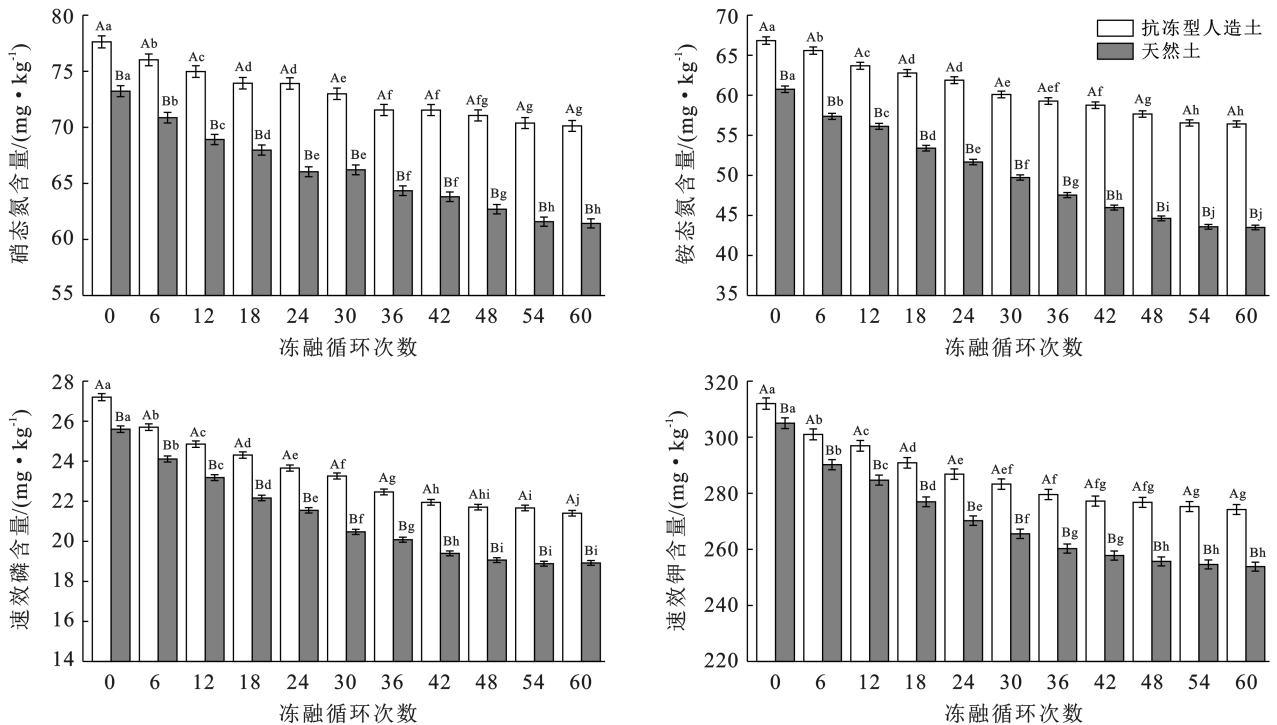 80
75
70
65
60
55
硝态氮含量/(mg·kg⁻¹)
Aa Ab Ac Ad Ad Ae Af Af Afg Ag Ag
Ba Bb Bc Bd Be Be Bf Bf Bg Bh Bh
0 6 12 18 24 30 36 42 48 54 60
冻融循环次数
70
65
60
55
50
45
40
35
铵态氮含量/(mg·kg⁻¹)
抗冻型人造土
天然土
Aa Ab Ac Ad Ad Ae Aef Af Ag Ah Ah
Ba Bb Bc Bd Be Bf Bg Bh Bi Bj Bj
0 6 12 18 24 30 36 42 48 54 60
冻融循环次数
28
26
24
22
20
18
16
14
速效磷含量/(mg·kg⁻¹)
Aa Ab Ac Ad Ae Af Ag Ah Ahi Ai Aj
Ba Bb Bc Bd Be Bf Bg Bh Bi Bi Bi
0 6 12 18 24 30 36 42 48 54 60
冻融循环次数
320
300
280
260
240
220
速效钾含量/(mg·kg⁻¹)
Aa Ab Ac Ad Ae Aef Af Afg Afg Ag Ag
Ba Bb Bc Bd Be Bf Bg Bg Bh Bh Bh
0 6 12 18 24 30 36 42 48 54 60
冻融循环次数